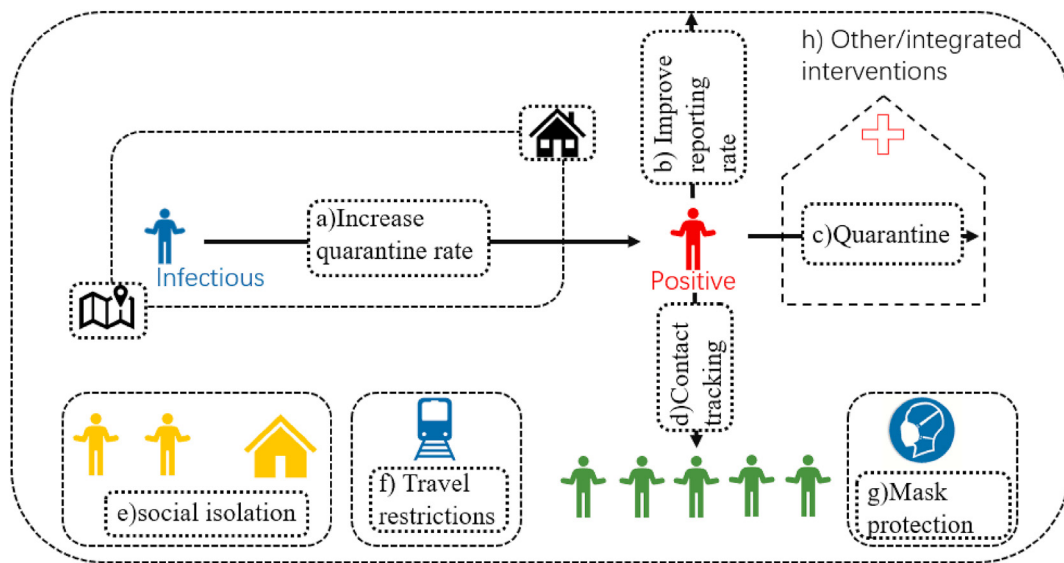 h) Other/integrated
interventions
b) Improve
reporting
rate
a)Increase
quarantine rate
Infectious
Positive
c)Quarantine
d)Contact
tracking
e)social isolation
f) Travel
restrictions
g)Mask
protection